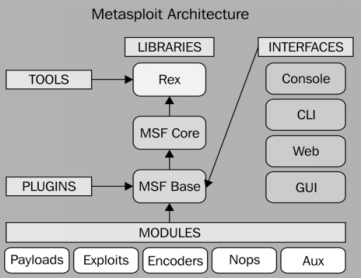 Metasploit Architecture
LIBRARIES
INTERFACES
TOOLS
Rex
Console
CLI
MSF Core
Web
PLUGINS
MSF Base
GUI
MODULES
Payloads
Exploits
Encoders
Nops
Aux